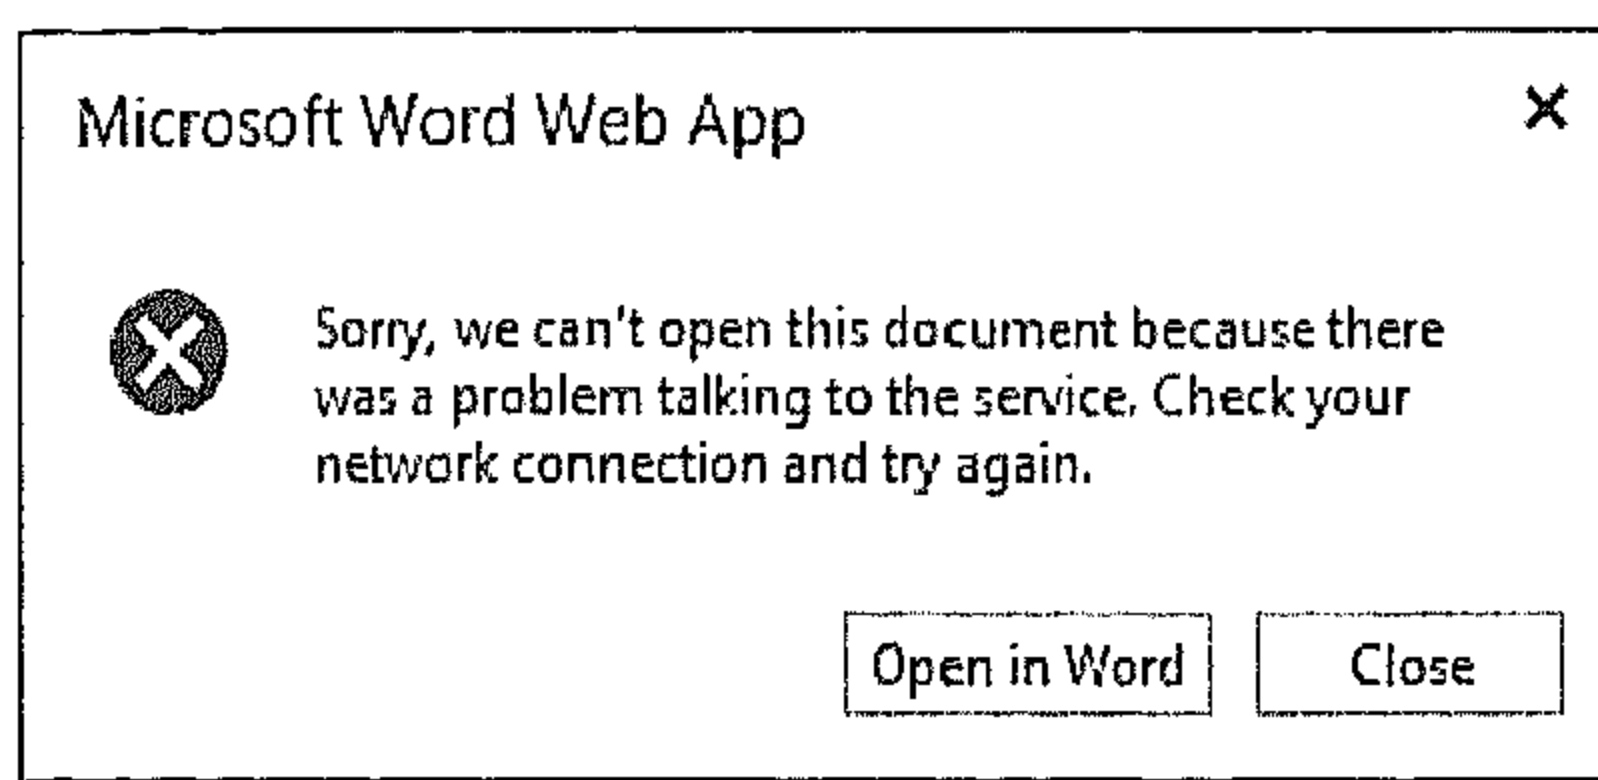 Microsoft Word Web App
Sorry, we can't open this document because there
was a problem talking to the service. Check your
network connection and try again.
Open in Word Close